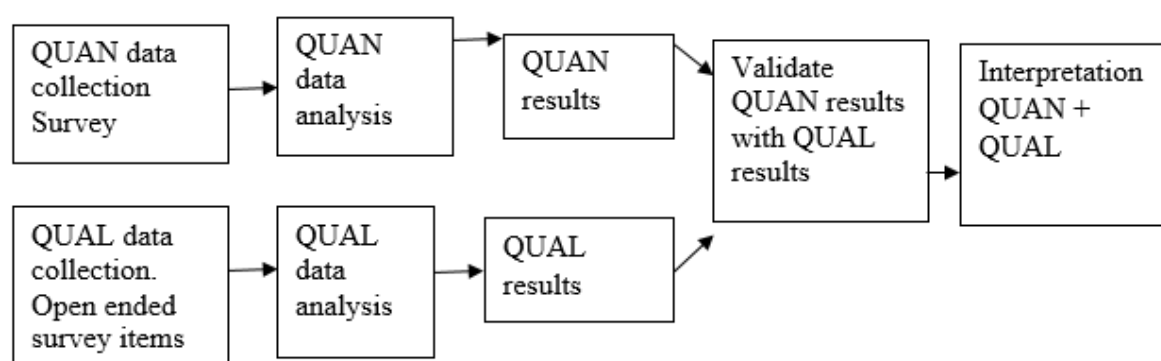 QUAN data
collection
Survey
QUAN
data
analysis
QUAN
results
Validate
QUAN results
with QUAL
results
Interpretation
QUAN +
QUAL
QUAL data
collection.
Open ended
survey items
QUAL
data
analysis
QUAL
results